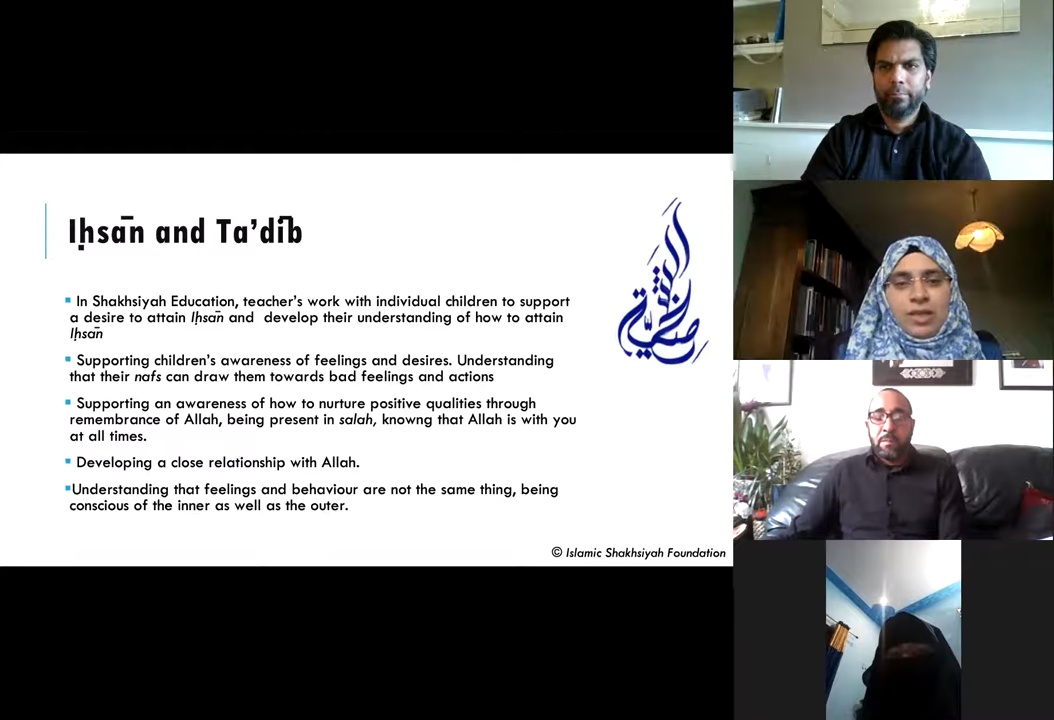 Iḥsān and Ta’dīb
▪ In Shakhsiyah Education, teacher’s work with individual children to support
a desire to attain Iḥsān and develop their understanding of how to attain
Iḥsān
▪ Supporting children’s awareness of feelings and desires. Understanding
that their nafs can draw them towards bad feelings and actions
▪ Supporting an awareness of how to nurture positive qualities through
remembrance of Allah, being present in salah, knowng that Allah is with you
at all times.
▪ Developing a close relationship with Allah.
▪Understanding that feelings and behaviour are not the same thing, being
conscious of the inner as well as the outer.
© Islamic Shakhsiyah Foundation